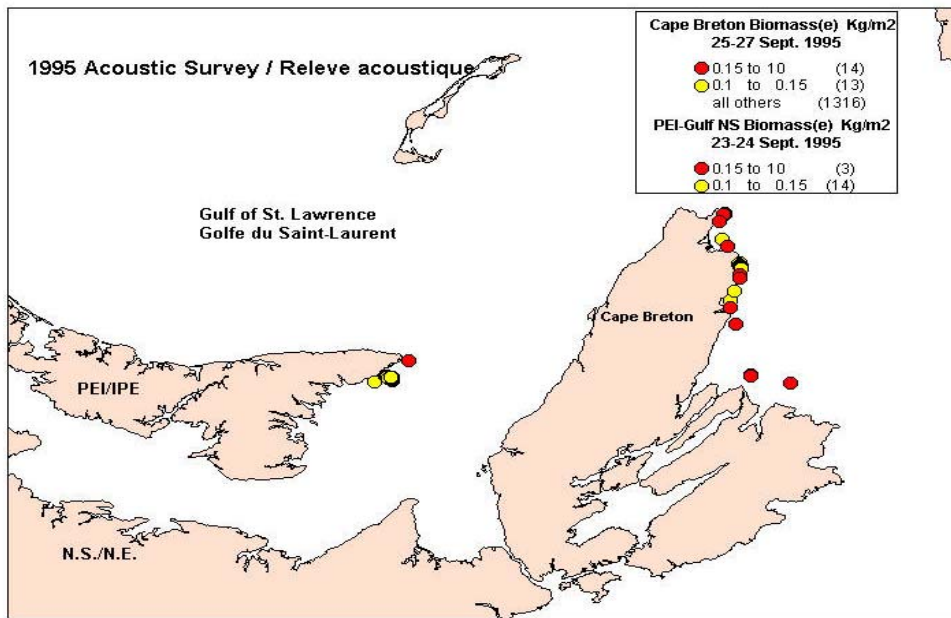 1995 Acoustic Survey / Releve acoustique
Cape Breton Biomass(e) Kg/m2
25-27 Sept. 1995
0.15 to 10 (14)
0.1 to 0.15 (13)
all others (1316)
PEI-Gulf NS Biomass(e) Kg/m2
23-24 Sept. 1995
0.15 to 10 (3)
0.1 to 0.15 (14)
Gulf of St. Lawrence
Golfe du Saint-Laurent
Cape Breton
PEI/IPE
N.S./N.E.